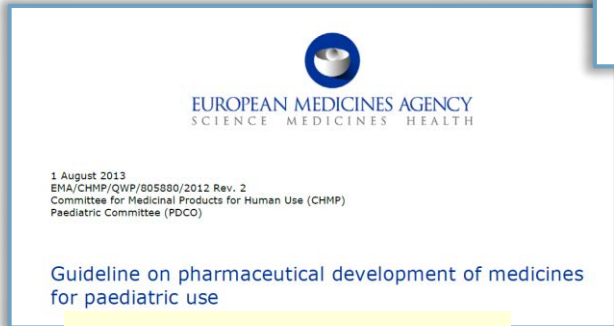 EUROPEAN MEDICINES AGENCY
SCIENCE MEDICINES HEALTH
1 August 2013
EMA/CHMP/QWP/805880/2012 Rev. 2
Committee for Medicinal Products for Human Use (CHMP)
Paediatric Committee (PDCO)
Guideline on pharmaceutical development of medicines
for paediatric use